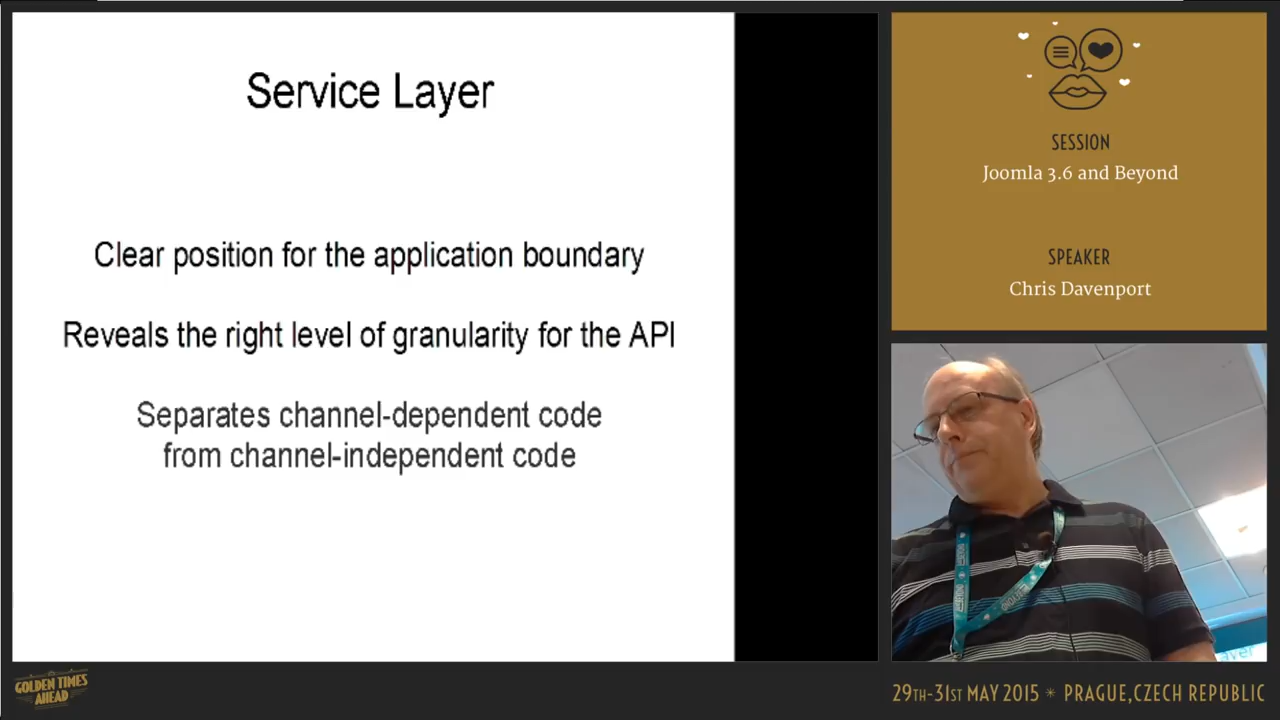 Service Layer
Clear position for the application boundary
Reveals the right level of granularity for the API
Separates channel-dependent code
from channel-independent code
SESSION
Joomla 3.6 and Beyond
SPEAKER
Chris Davenport
GOLDEN TIMES
AHEAD
29TH-31ST MAY 2015 * PRAGUE, CZECH REPUBLIC